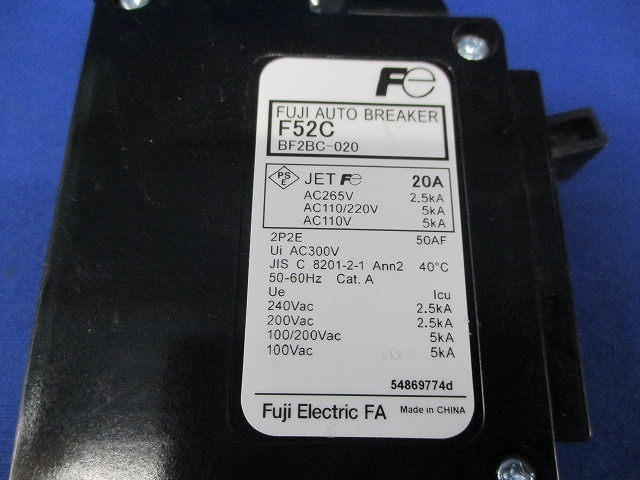 Fe
FUJI AUTO BREAKER
F52C
BF2BC-020
PS E JET Fe 20A
AC265V 2.5kA
AC110/220V 5kA
AC110V 5kA
2P2E 50AF
Ui AC300V
JIS C 8201-2-1 Ann2 40°C
50-60Hz Cat. A
Ue Icu
240Vac 2.5kA
200Vac 2.5kA
100/200Vac 5kA
100Vac 5kA
54869774d
Fuji Electric FA Made in CHINA